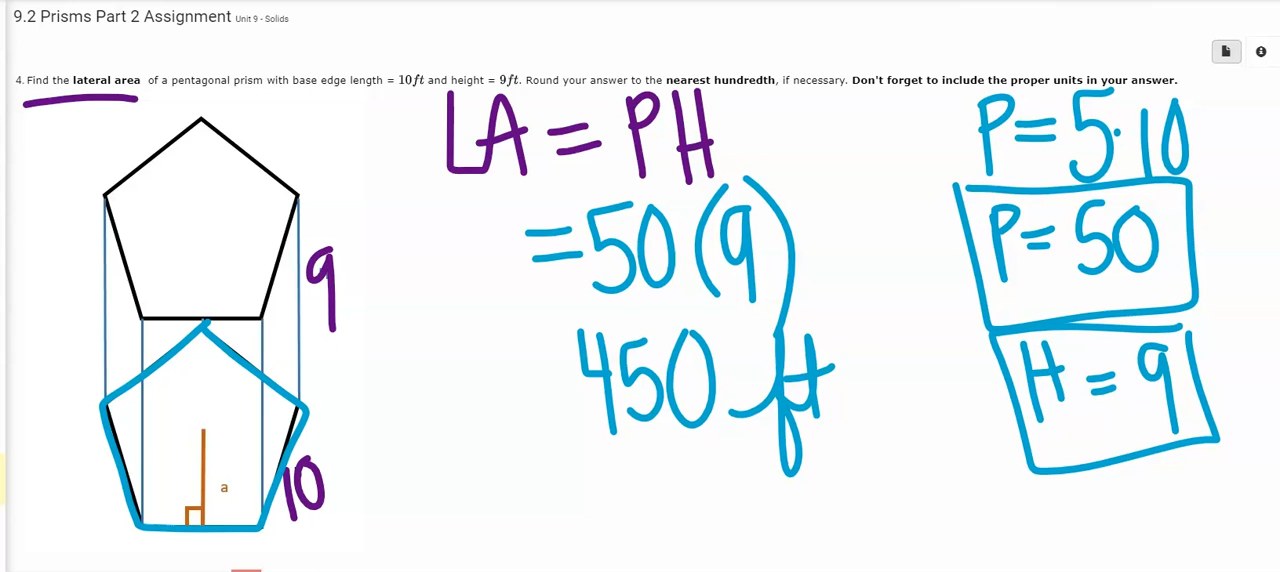 9.2 Prisms Part 2 Assignment Unit 9 - Solids
4. Find the lateral area of a pentagonal prism with base edge length = 10ft and height = 9ft. Round your answer to the nearest hundredth, if necessary. Don't forget to include the proper units in your answer.
LA = PH
= 50(9)
450 ft
P = 5·10
P = 50
H = 9
9
10
a